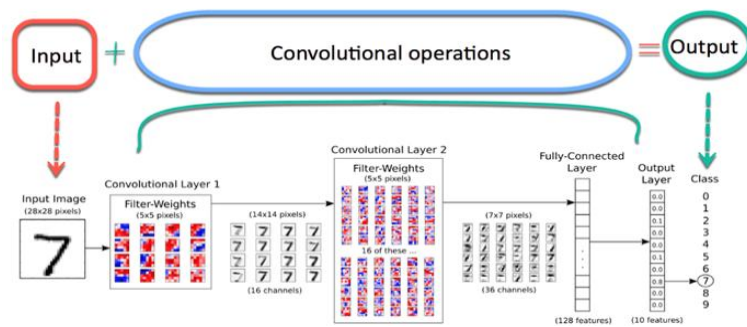 Input + Convolutional operations = Output
Convolutional Layer 1
Convolutional Layer 2
Fully-Connected
Layer
Output
Layer
Class
Input Image
(28x28 pixels)
Filter-Weights
(5x5 pixels)
(14x14 pixels)
(16 channels)
Filter-Weights
(5x5 pixels)
16 of these ...
(7x7 pixels)
(36 channels)
(128 features)
0.0
0.0
0.1
0.0
0.0
0.1
0.0
0.8
0.0
0.0
(10 features)
0
1
2
3
4
5
6
7
8
9